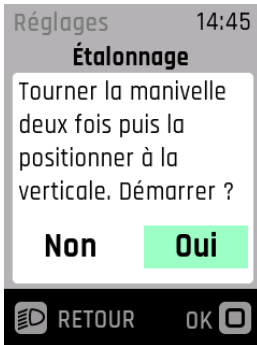 Réglages 14:45
Étalonnage
Tourner la manivelle
deux fois puis la
positionner à la
verticale. Démarrer ?
Non Oui
RETOUR OK